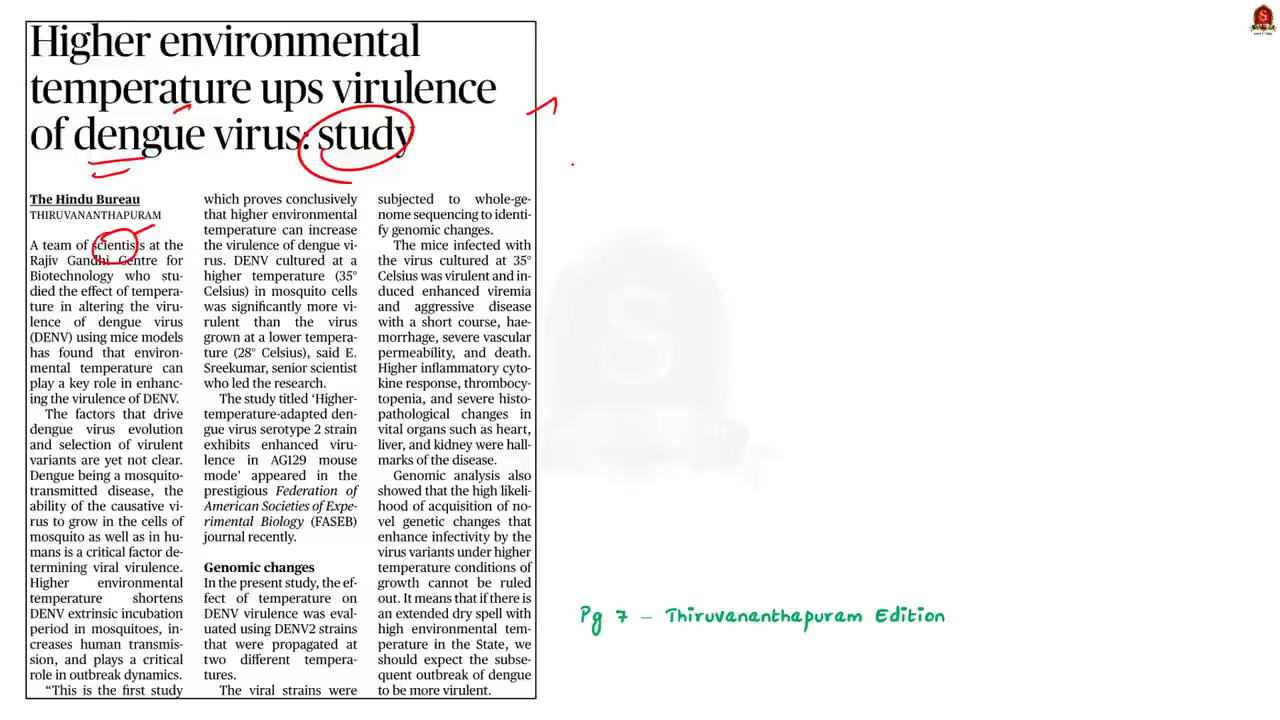 Higher environmental
temperature ups virulence
of dengue virus: study
The Hindu Bureau
THIRUVANANTHAPURAM
A team of scientists at the
Rajiv Gandhi Centre for
Biotechnology who stu-
died the effect of tempera-
ture in altering the viru-
lence of dengue virus
(DENV) using mice models
has found that environ-
mental temperature can
play a key role in enhanc-
ing the virulence of DENV.
The factors that drive
dengue virus evolution
and selection of virulent
variants are yet not clear.
Dengue being a mosquito-
transmitted disease, the
ability of the causative vi-
rus to grow in the cells of
mosquito as well as in hu-
mans is a critical factor de-
termining viral virulence.
Higher environmental
temperature shortens
DENV extrinsic incubation
period in mosquitoes, in-
creases human transmis-
sion, and plays a critical
role in outbreak dynamics.
“This is the first study
which proves conclusively
that higher environmental
temperature can increase
the virulence of dengue vi-
rus. DENV cultured at a
higher temperature (35°
Celsius) in mosquito cells
was significantly more vi-
rulent than the virus
grown at a lower tempera-
ture (28° Celsius), said E.
Sreekumar, senior scientist
who led the research.
The study titled ‘Higher-
temperature-adapted den-
gue virus serotype 2 strain
exhibits enhanced viru-
lence in AG129 mouse
mode’ appeared in the
prestigious Federation of
American Societies of Expe-
rimental Biology (FASEB)
journal recently.
Genomic changes
In the present study, the ef-
fect of temperature on
DENV virulence was eval-
uated using DENV2 strains
that were propagated at
two different tempera-
tures.
The viral strains were
subjected to whole-ge-
nome sequencing to identi-
fy genomic changes.
The mice infected with
the virus cultured at 35°
Celsius was virulent and in-
duced enhanced viremia
and aggressive disease
with a short course, hae-
morrhage, severe vascular
permeability, and death.
Higher inflammatory cyto-
kine response, thrombocy-
topenia, and severe histo-
pathological changes in
vital organs such as heart,
liver, and kidney were hall-
marks of the disease.
Genomic analysis also
showed that the high likeli-
hood of acquisition of no-
vel genetic changes that
enhance infectivity by the
virus variants under higher
temperature conditions of
growth cannot be ruled
out. It means that if there is
an extended dry spell with
high environmental tem-
perature in the State, we
should expect the subse-
quent outbreak of dengue
to be more virulent.
Pg 7 – Thiruvananthapuram Edition
S